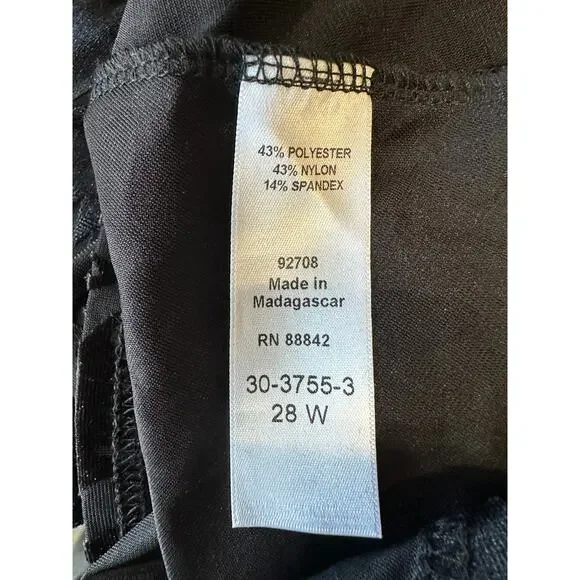 43% POLYESTER
43% NYLON
14% SPANDEX
92708
Made in
Madagascar
RN 88842
30-3755-3
28 W